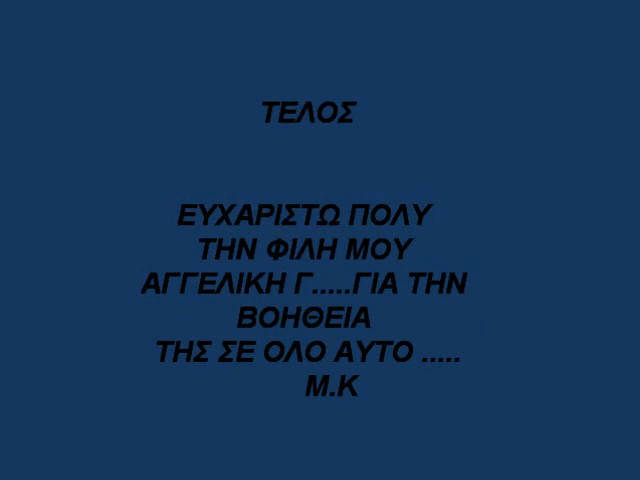 ΤΕΛΟΣ
ΕΥΧΑΡΙΣΤΩ ΠΟΛΥ
ΤΗΝ ΦΙΛΗ ΜΟΥ
ΑΓΓΕΛΙΚΗ Γ.....ΓΙΑ ΤΗΝ
ΒΟΗΘΕΙΑ
ΤΗΣ ΣΕ ΟΛΟ ΑΥΤΟ .....
Μ.Κ